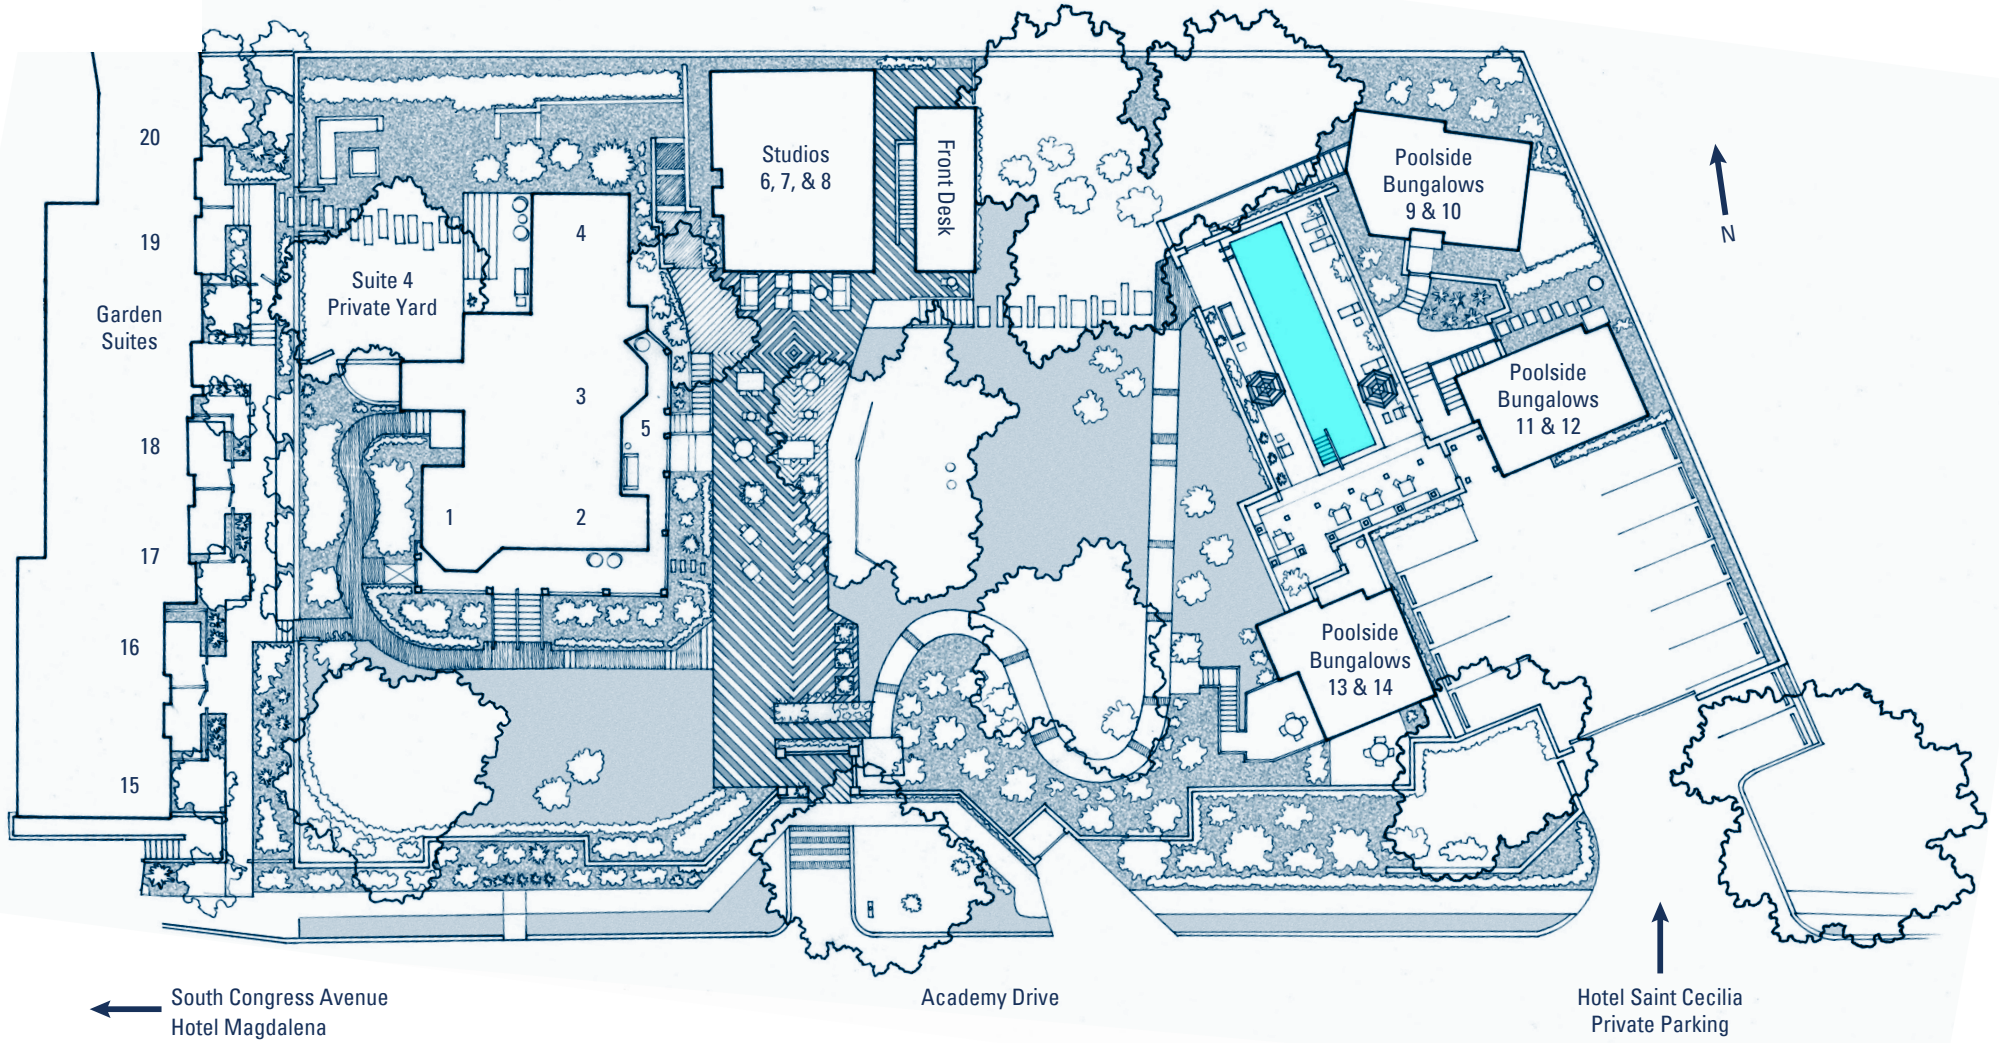 20
19
Garden
Suites
18
17
16
15
Suite 4
Private Yard
4
3
5
1
2
Studios
6, 7, & 8
Front Desk
Poolside
Bungalows
9 & 10
N
Poolside
Bungalows
11 & 12
Poolside
Bungalows
13 & 14
South Congress Avenue
Hotel Magdalena
Academy Drive
Hotel Saint Cecilia
Private Parking